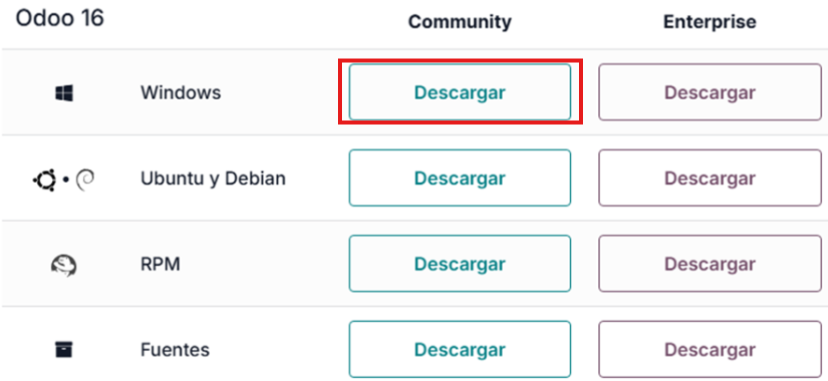 Odoo 16 Community Enterprise
Windows Descargar Descargar
Ubuntu y Debian Descargar Descargar
RPM Descargar Descargar
Fuentes Descargar Descargar